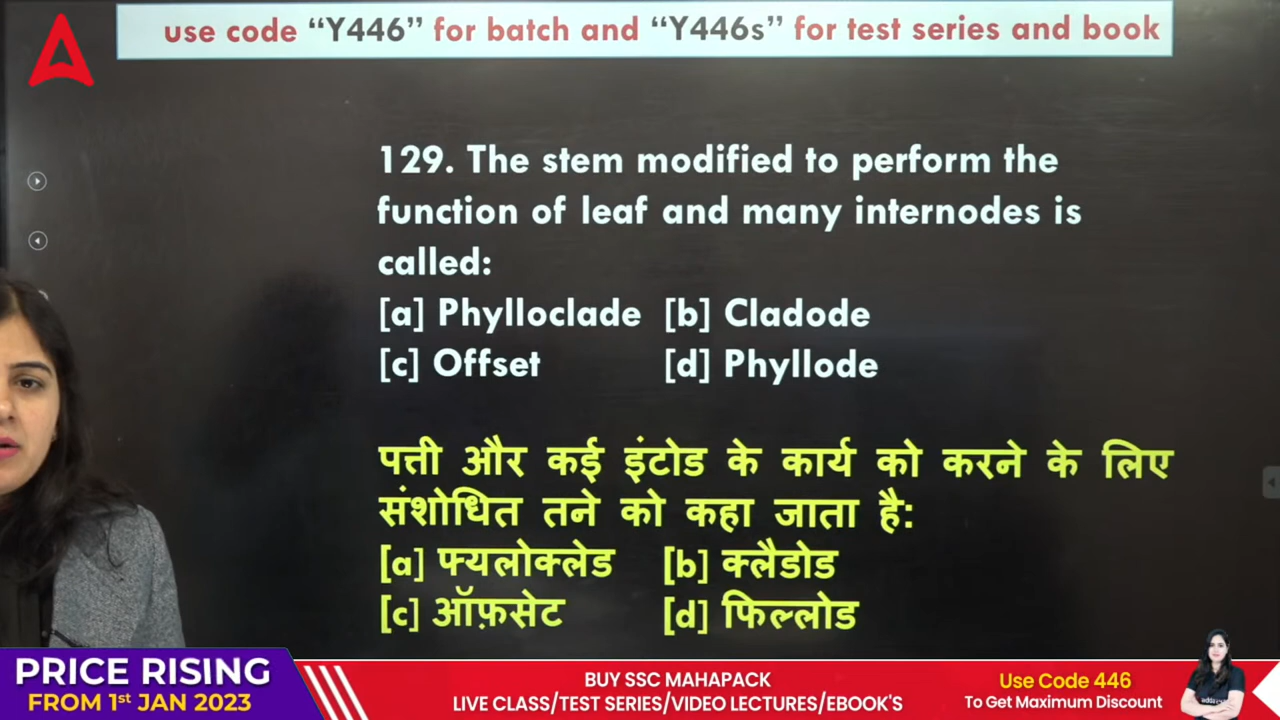 use code “Y446” for batch and “Y446s” for test series and book
129. The stem modified to perform the
function of leaf and many internodes is
called:
[a] Phylloclade [b] Cladode
[c] Offset [d] Phyllode
पत्ती और कई इंटोड के कार्य को करने के लिए
संशोधित तने को कहा जाता है:
[a] फ्यलोक्लेड [b] क्लैडोड
[c] ऑफ़सेट [d] फिल्लोड
PRICE RISING
FROM 1st JAN 2023
BUY SSC MAHAPACK
LIVE CLASS/TEST SERIES/VIDEO LECTURES/EBOOK'S
Use Code 446
To Get Maximum Discount